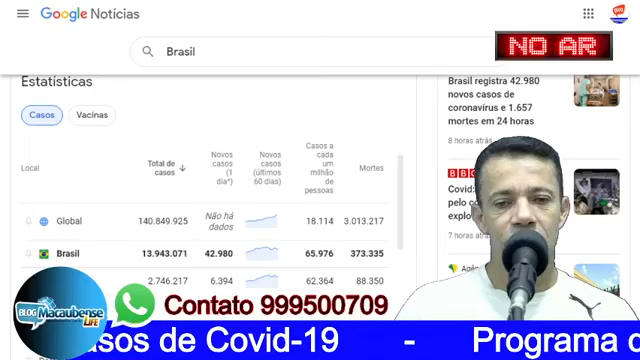 Google Notícias
Brasil
NO AR
Estatísticas
Casos
Vacinas
Local
Total de casos
Novos casos (1 dia*)
Novos casos (últimos 60 dias)
Casos a cada um milhão de pessoas
Mortes
Global
140.849.925
Não há dados
18.114
3.013.217
Brasil
13.943.071
42.980
65.976
373.335
2.746.217
6.394
62.364
88.350
Brasil registra 42.980
novos casos de
coronavírus e 1.657
mortes em 24 horas
8 horas atrás
BBC
Covid:
pelo
explo
7 horas
BLOG
Macaubense
LIFE
Contato 999500709
asos de Covid-19 - Programa